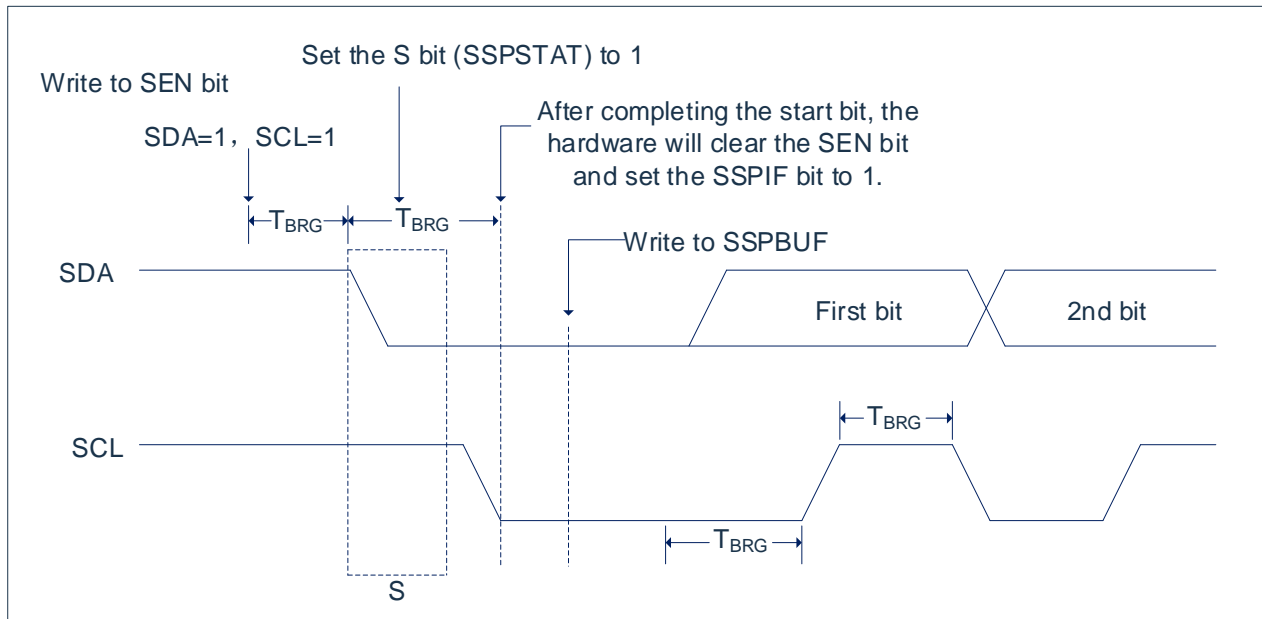 Set the S bit (SSPSTAT) to 1
Write to SEN bit
SDA=1， SCL=1
After completing the start bit, the
hardware will clear the SEN bit
and set the SSPIF bit to 1.
TBRG
TBRG
Write to SSPBUF
SDA
First bit
2nd bit
TBRG
SCL
TBRG
S